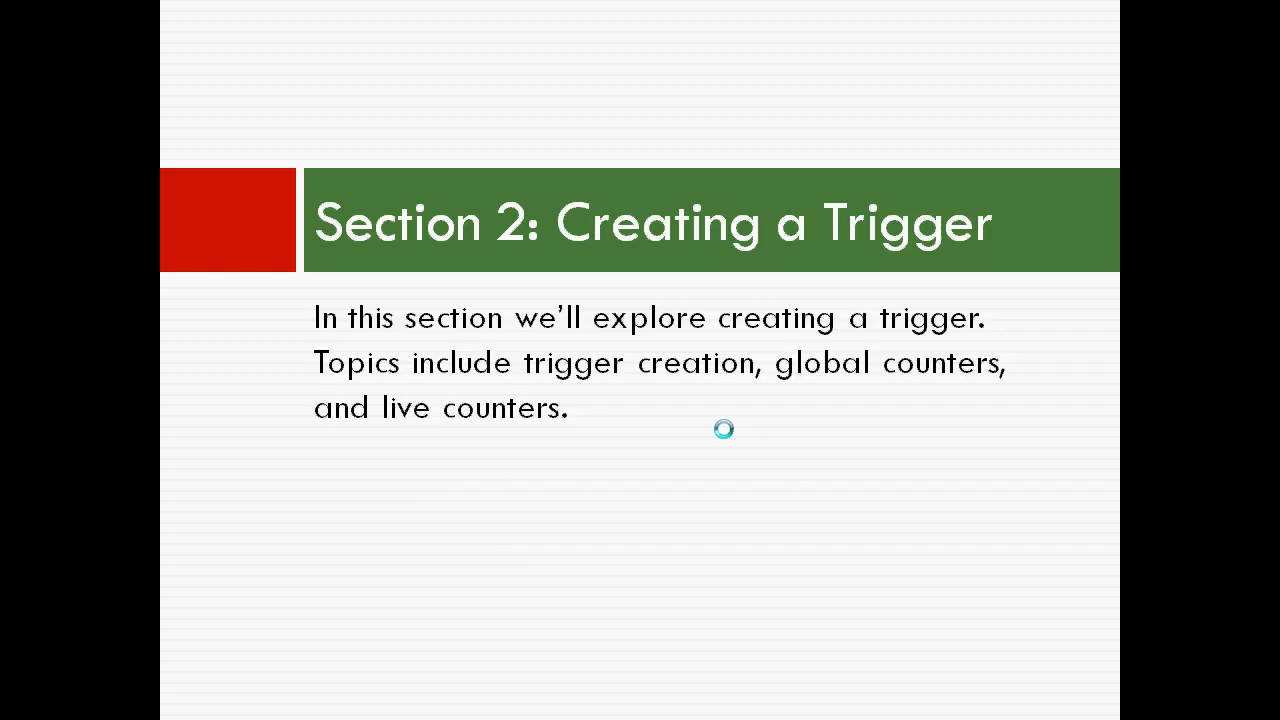 Section 2: Creating a Trigger
In this section we’ll explore creating a trigger.
Topics include trigger creation, global counters,
and live counters.